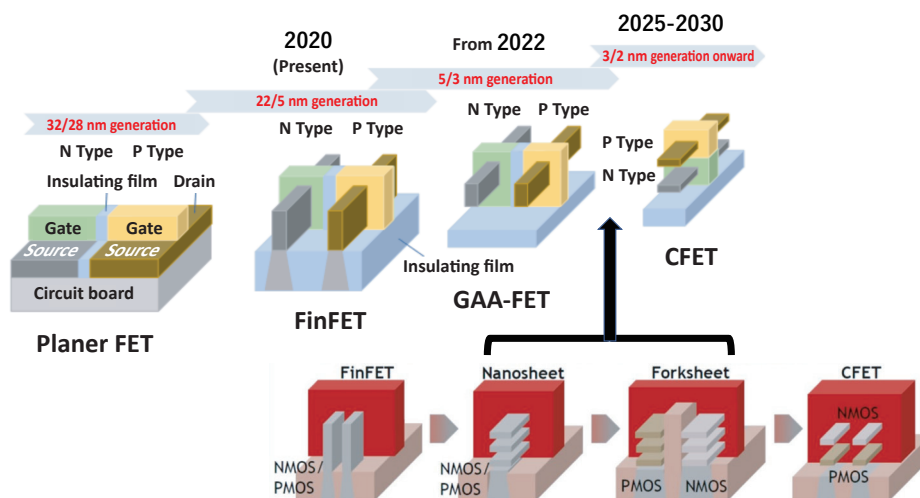 2025-2030
2020
(Present)
From 2022
3/2 nm generation onward
5/3 nm generation
22/5 nm generation
32/28 nm generation
N Type P Type
N Type P Type
N Type P Type
P Type
N Type
Insulating film
Drain
Gate Gate
Source Source
Circuit board
Insulating film
Planer FET
FinFET
GAA-FET
CFET
FinFET
Nanosheet
Forksheet
CFET
NMOS/
PMOS
NMOS/
PMOS
PMOS NMOS
NMOS
PMOS